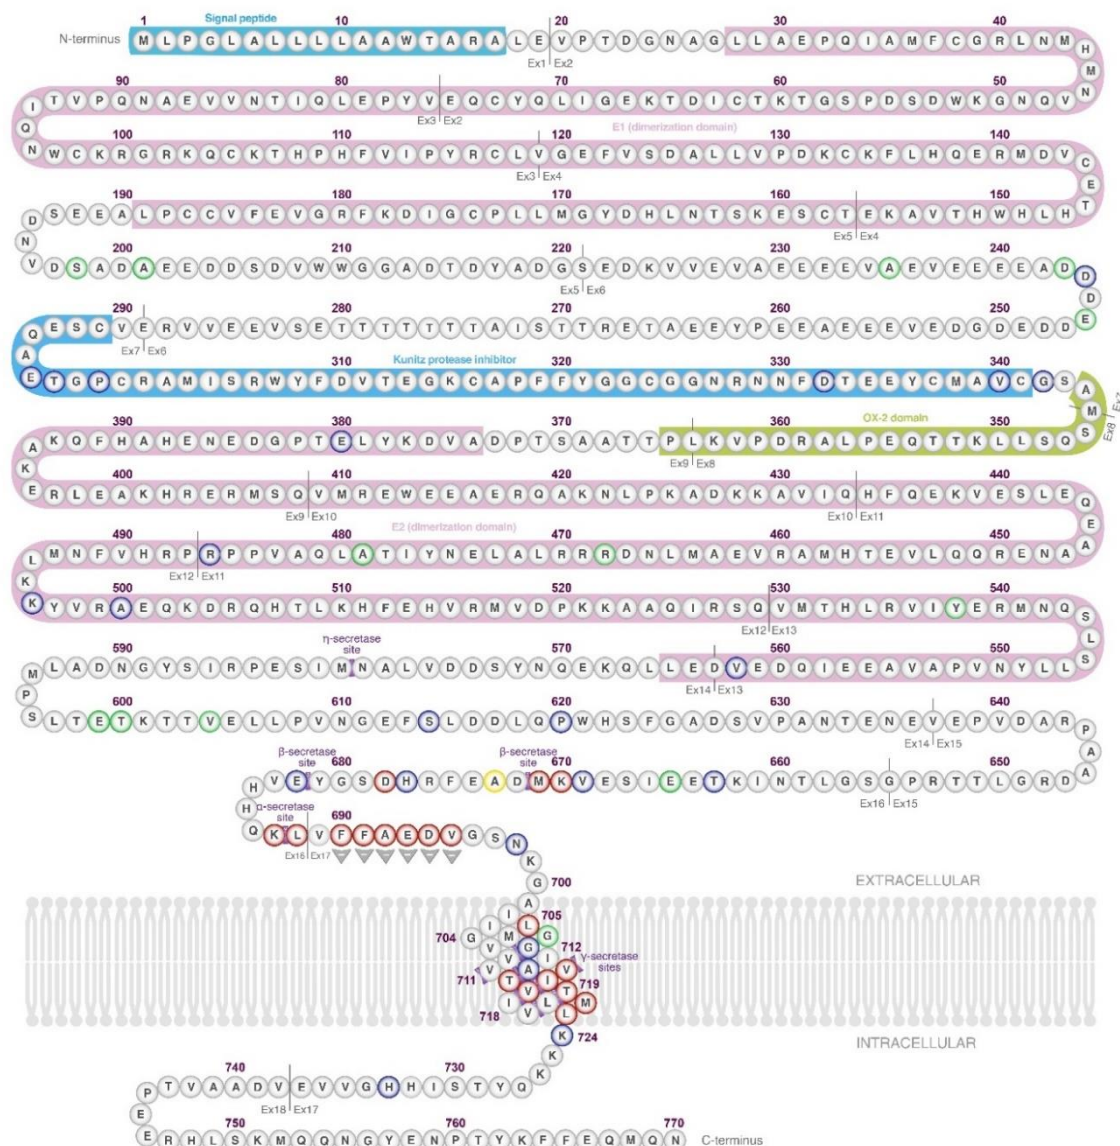 Signal peptide
1 10 20 30 40
N-terminus M L P G L A L L L L A A W T A R A L E V P T D G N A G L L A E P Q I A M F C G R L N M H
Ex1 Ex2
M
90 80 70 60 50
I T V P Q N A E V V N T I Q L E P Y V E Q C Y Q L I G E K T D I C T K T G S P D S D W K G N Q V N
Ex3 Ex2
Q
E1 (dimerization domain)
100 110 120 130 140
N W C K R G R K Q C K T H P H F V I P Y R C L V G E F V S D A L L V P D K C K F L H Q E R M D V C
Ex3 Ex4
E
190 180 170 160 150
D S E E A L P C C V F E V G R F K D I G C P L L M G Y D H L N T S K E S C T E K A V T H W H L H T
Ex5 Ex4
N
200 210 220 230 240
V D S A D A E E D D S D V W W G G A D T D Y A D G S E D K V V E V A E E E E V A E V E E E E A D D
Ex5 Ex6
D
290 280 270 260 250
Q E S C V E R V V E E V S E T T T T T T T A I S T T R E T A E E Y P E E A E E E V E D G D E D D E
Ex7 Ex6
A
Kunitz protease inhibitor
310 320 330 340
E T G P C R A M I S R W Y F D V T E G K C A P F F Y G G C G G N R N N F D T E E Y C M A V C G S A
Ex8 Ex7
M
OX-2 domain
390 380 370 350
K Q F H A H E N E D G P T E L Y K D V A D P T S A A T T P L K V P D R A L P E Q T T K L L S Q S
Ex9 Ex8
A
K
400 410 420 430 440
E R L E A K H R E R M S Q V M R E W E E A E R Q A K N L P K A D K K A V I Q H F Q E K V E S L E Q
Ex9 Ex10
Ex10 Ex11
E
E2 (dimerization domain)
490 480 470 460 450
L M N F V H R P R P P V A Q L A T I Y N E L A L R R R D N L M A E V R A M H T E V L Q Q R E N A A
Ex12 Ex11
K
K
500 510 520 530 540
K Y V R A E Q K D R Q H T L K H F E H V R M V D P K K A A Q I R S Q V M T H L R V I Y E R M N Q S
Ex12 Ex13
L
η-secretase site
590 570 560 550
M L A D N G Y S I R P E S I M N A L V D D S Y N Q E K Q L L E D V E D Q I E E A V A P V N Y L L S
Ex14 Ex13
P
600 610 620 630 640
S L T E T K T T V E L L P V N G E F S L D D L Q P W H S F G A D S V P A N T E N E V E P V D A R P
Ex14 Ex15
A
β-secretase site
β-secretase site
680 670 660 650
H V E Y G S D H R F E A D M K V E S I E E T K I N T L G S G P R T T L G R D A
Ex16 Ex15
H
α-secretase site
690
Q K L V F F A E D V G S N
Ex16 Ex17
K
G 700
EXTRACELLULAR
A
I I L 705
704 G V M G G
V V I 712
711 V A V
γ-secretase sites
T V I T 719
718 I V L L M
K 724
K
INTRACELLULAR
740 730
P T V A A D V E V V G H H I S T Y Q K
Ex18 Ex17
E
750 760 770
E R H L S K M Q Q N G Y E N P T Y K F F E Q M Q N C-terminus